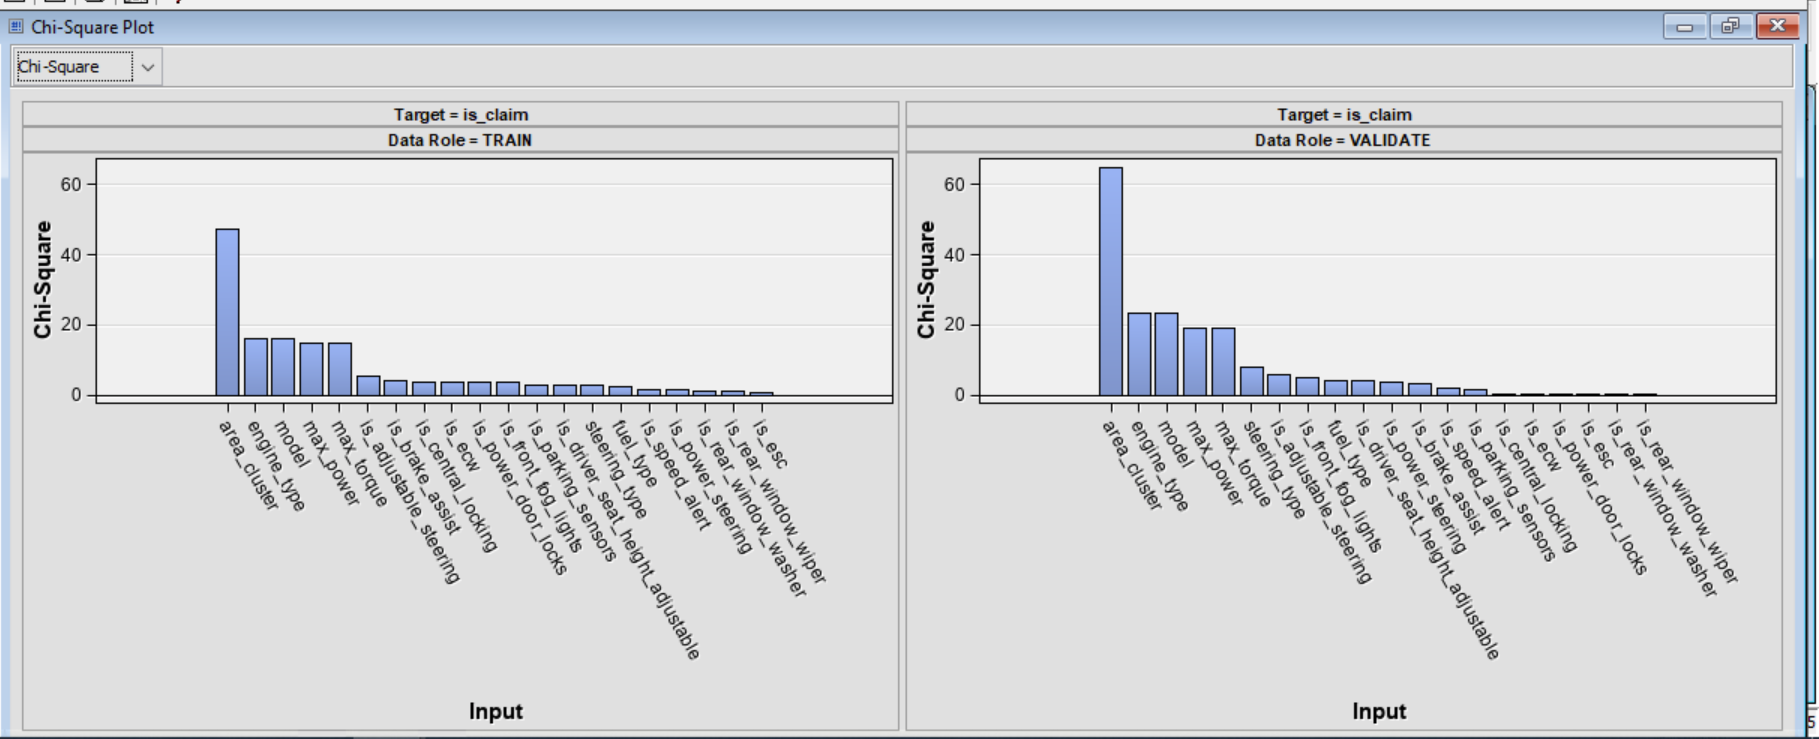 Chi-Square Plot
Chi-Square
Target = is_claim
Data Role = TRAIN
Chi-Square
60
40
20
0
area_cluster
engine_type
model
max_power
max_torque
is_adjustable_steering
is_brake_assist
is_central_locking
is_ecw
is_power_door_locks
is_front_fog_lights
is_parking_sensors
is_driver_seat_height_adjustable
steering_type
fuel_type
is_speed_alert
is_power_steering
is_rear_window_washer
is_rear_window_wiper
is_esc
Input
Target = is_claim
Data Role = VALIDATE
Chi-Square
60
40
20
0
area_cluster
engine_type
model
max_power
max_torque
steering_type
is_adjustable_steering
is_front_fog_lights
fuel_type
is_driver_seat_height_adjustable
is_power_steering
is_brake_assist
is_speed_alert
is_parking_sensors
is_central_locking
is_ecw
is_power_door_locks
is_esc
is_rear_window_washer
is_rear_window_wiper
Input
5